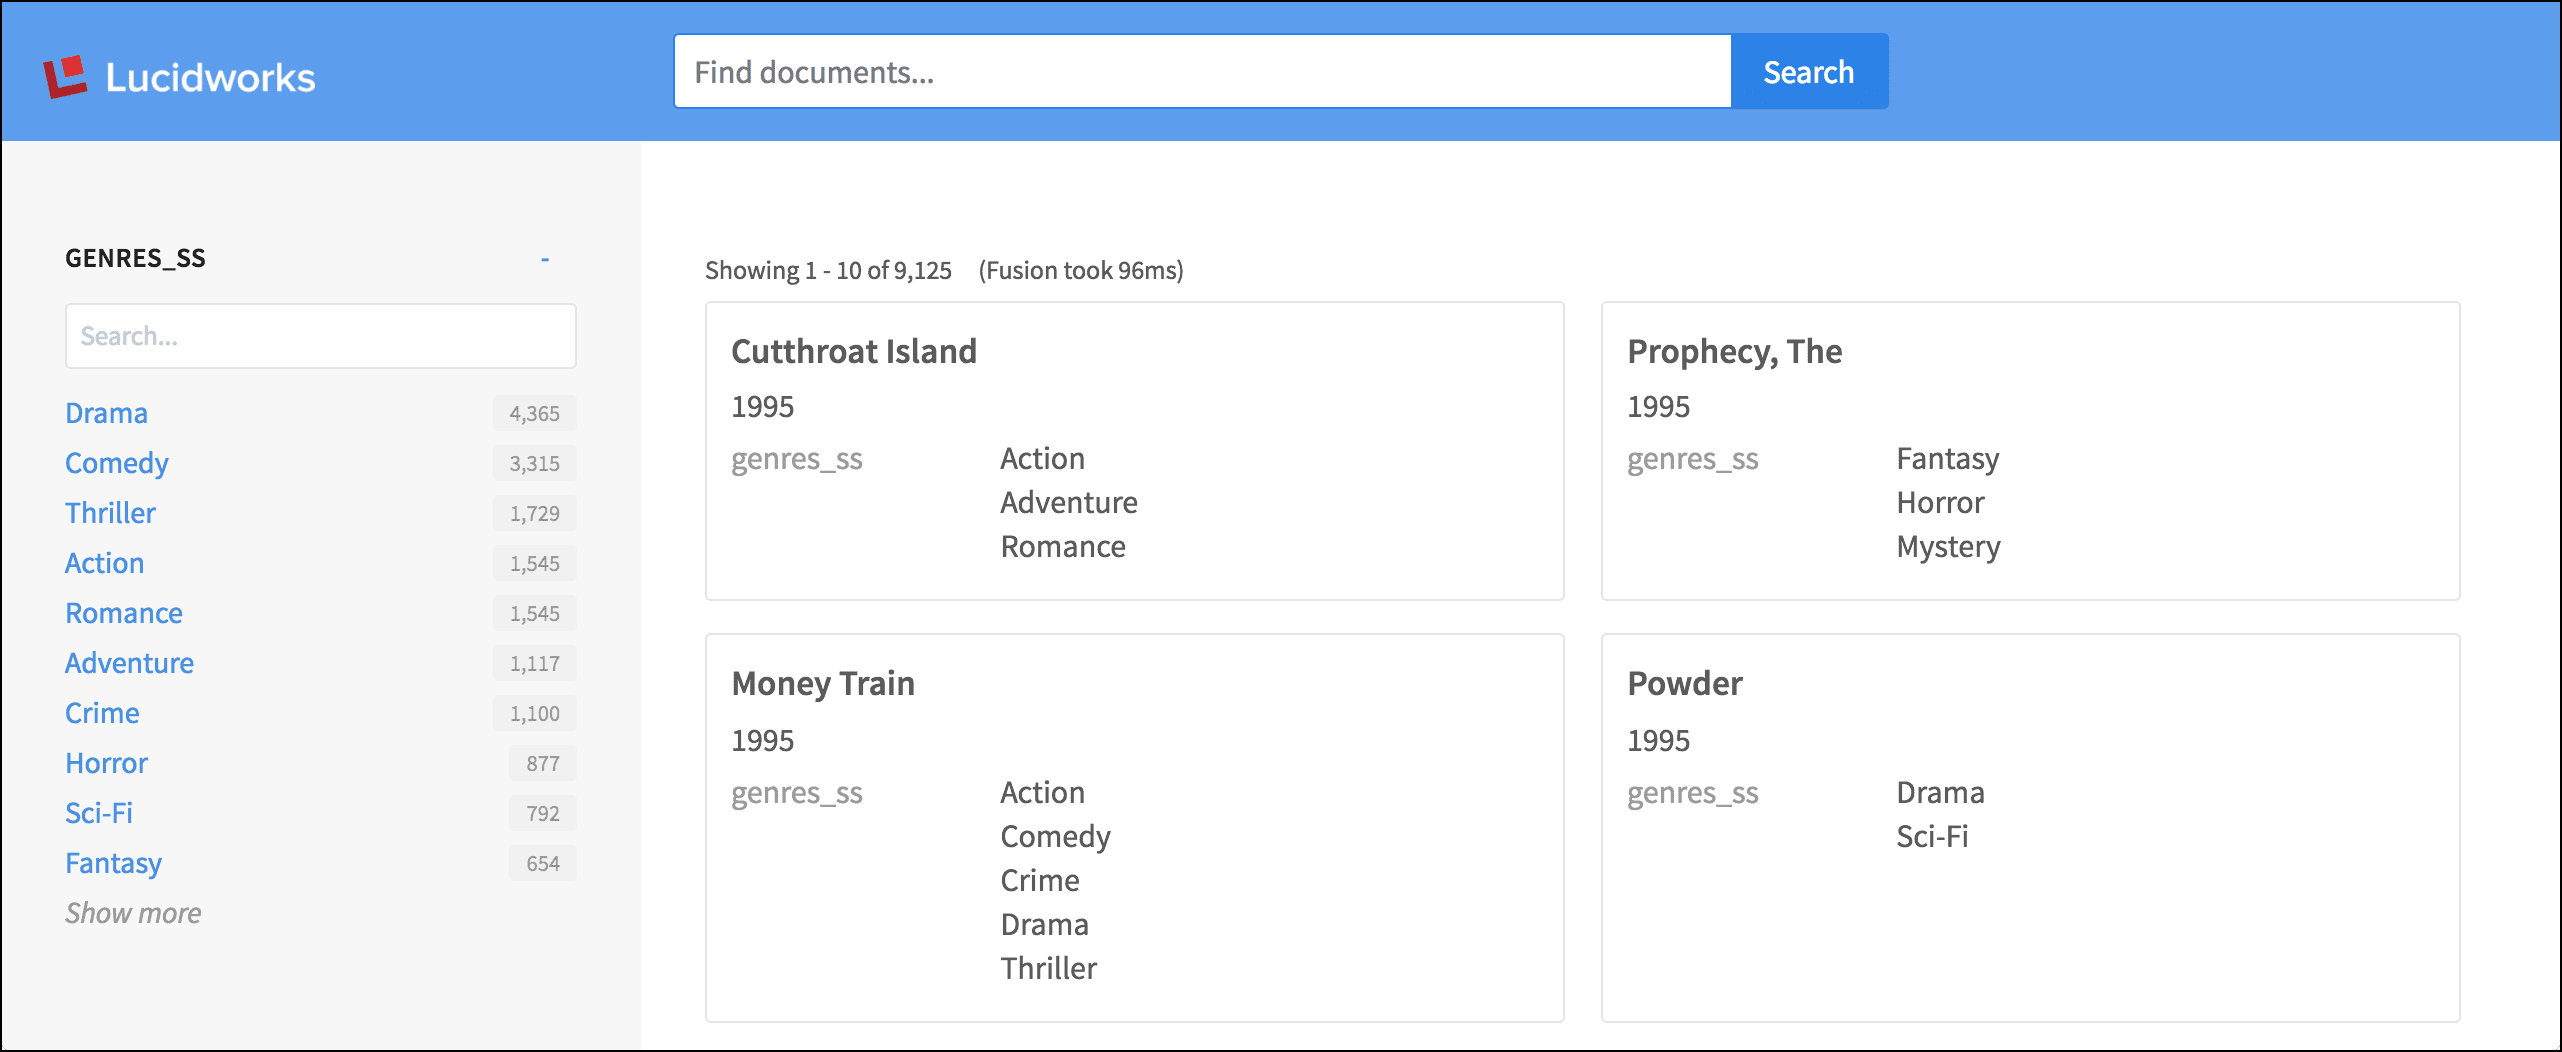 Lucidworks
Find documents...
Search
GENRES_SS -
Search...
Drama 4,365
Comedy 3,315
Thriller 1,729
Action 1,545
Romance 1,545
Adventure 1,117
Crime 1,100
Horror 877
Sci-Fi 792
Fantasy 654
Show more
Showing 1 - 10 of 9,125 (Fusion took 96ms)
Cutthroat Island
1995
genres_ss Action
Adventure
Romance
Prophecy, The
1995
genres_ss Fantasy
Horror
Mystery
Money Train
1995
genres_ss Action
Comedy
Crime
Drama
Thriller
Powder
1995
genres_ss Drama
Sci-Fi